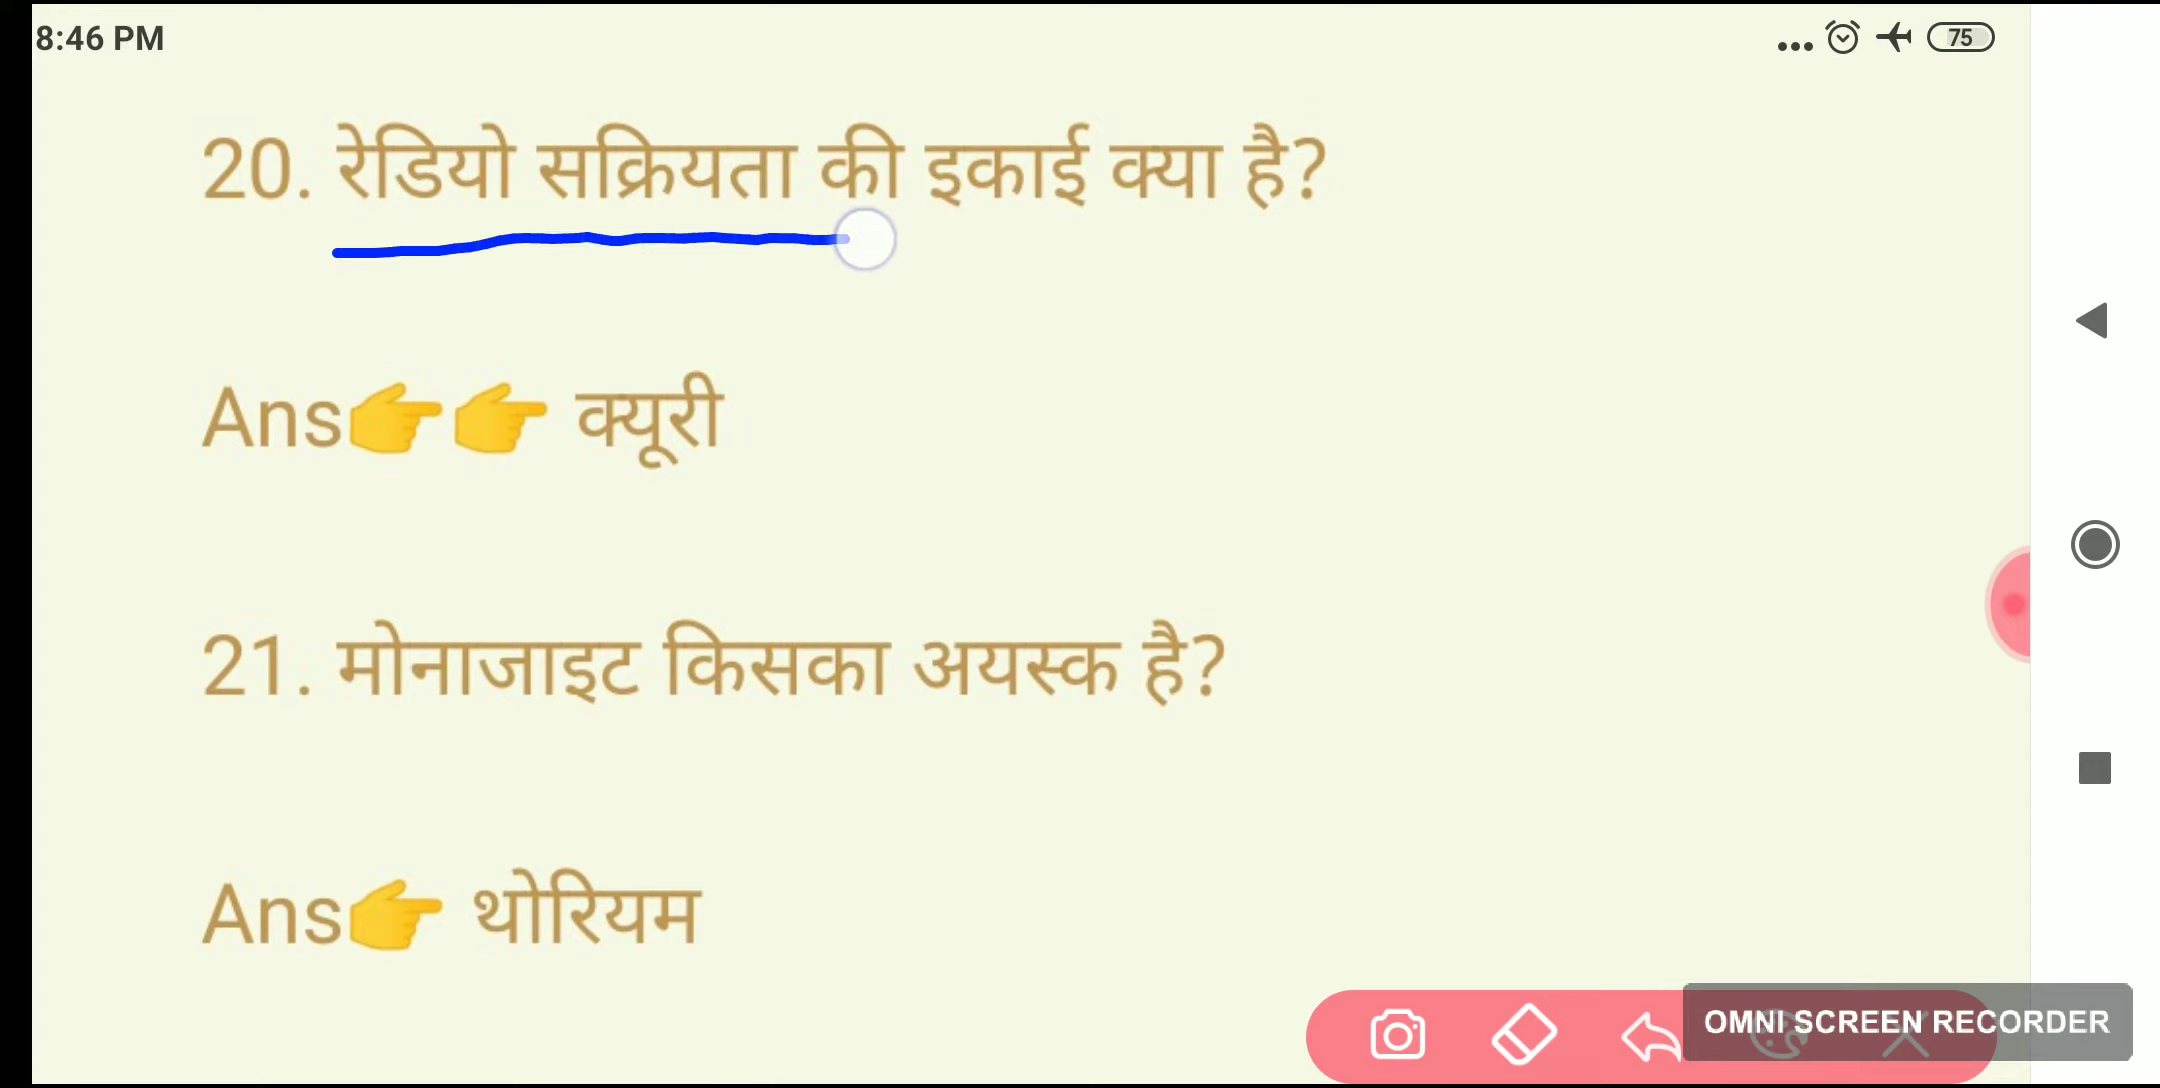 8:46 PM
75
20. रेडियो सक्रियता की इकाई क्या है?
Ans👉👉 क्यूरी
21. मोनाजाइट किसका अयस्क है?
Ans👉 थोरियम
OMNI SCREEN RECORDER